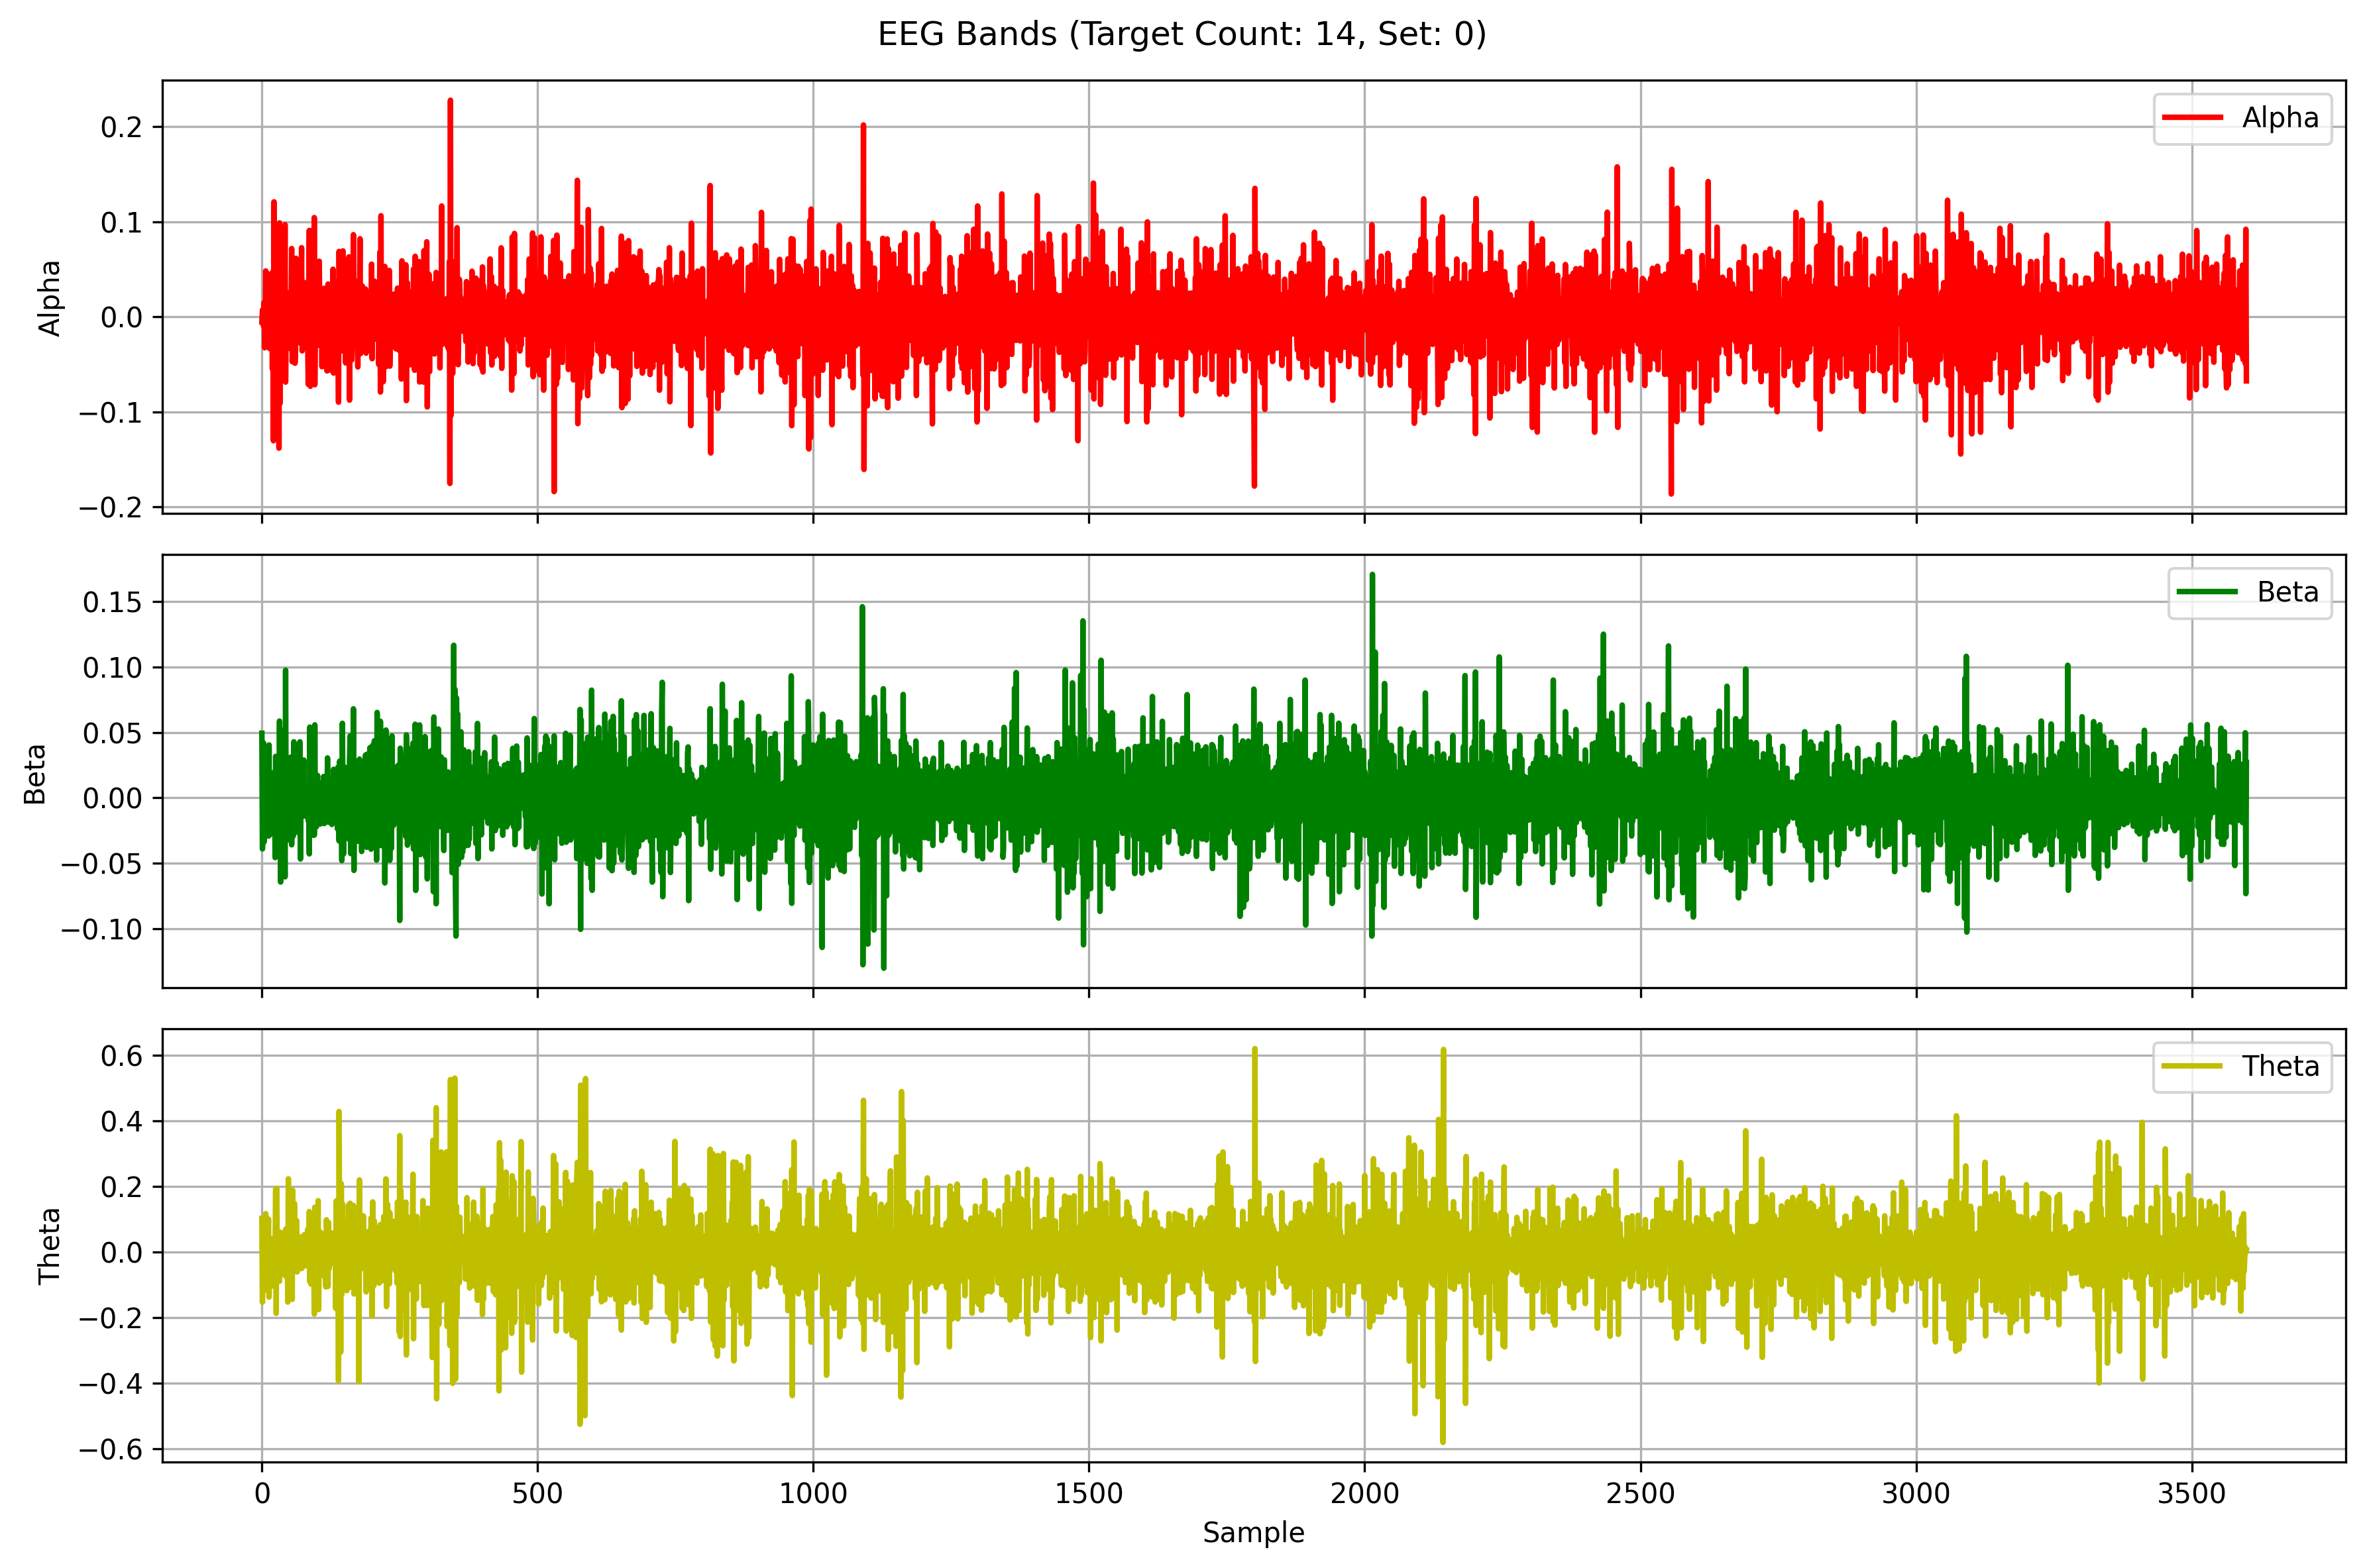 EEG Bands (Target Count: 14, Set: 0)
Alpha
0.2
0.1
0.0
−0.1
−0.2
Alpha
Beta
0.15
0.10
0.05
0.00
−0.05
−0.10
Beta
Theta
0.6
0.4
0.2
0.0
−0.2
−0.4
−0.6
Theta
0 500 1000 1500 2000 2500 3000 3500
Sample